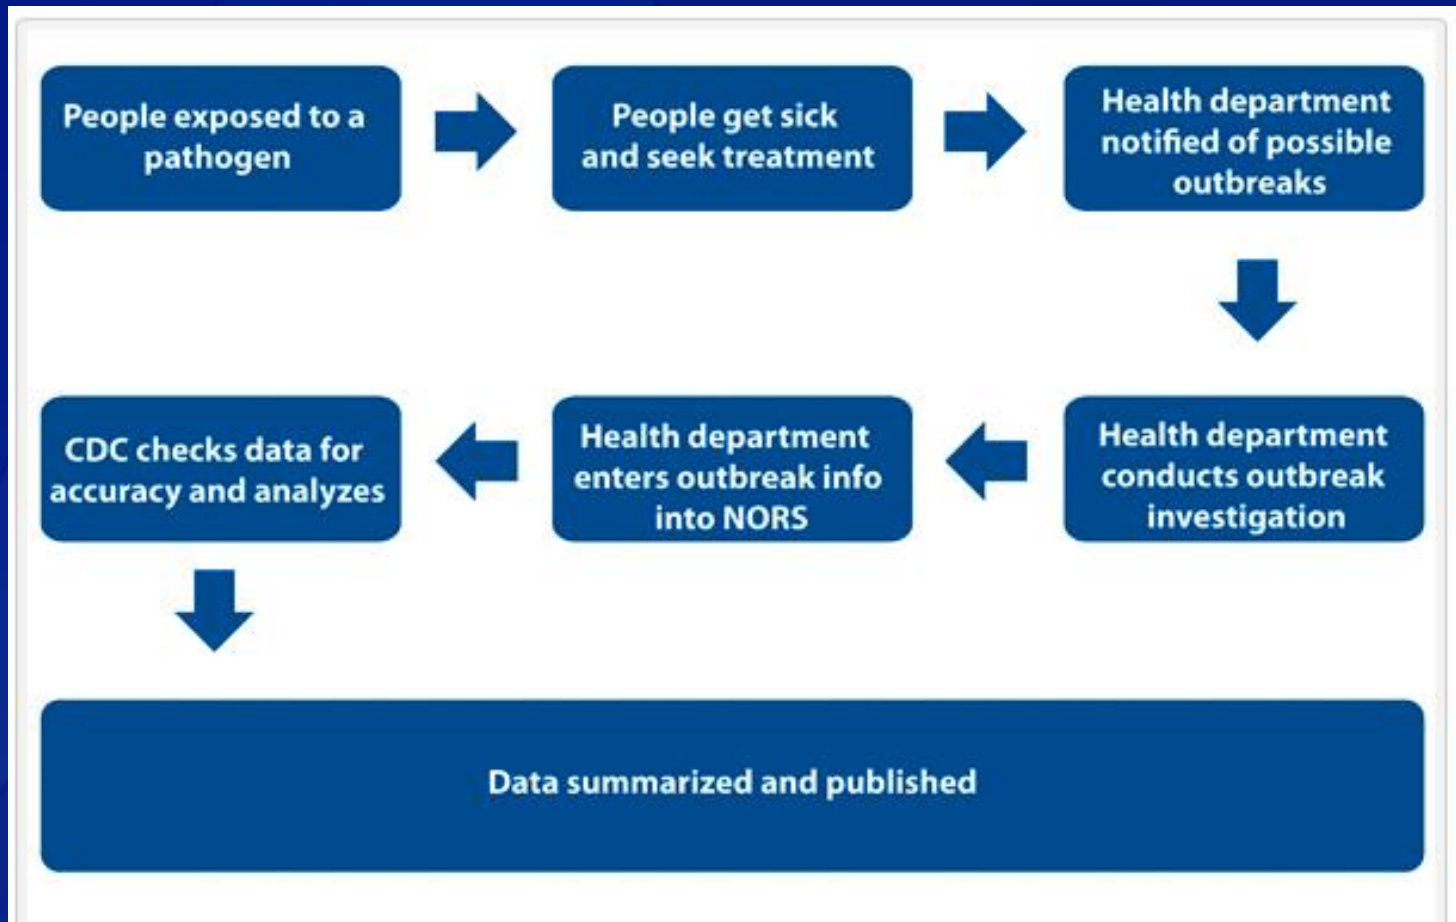 People exposed to a
pathogen
People get sick
and seek treatment
Health department
notified of possible
outbreaks
Health department
conducts outbreak
investigation
Health department
enters outbreak info
into NORS
CDC checks data for
accuracy and analyzes
Data summarized and published